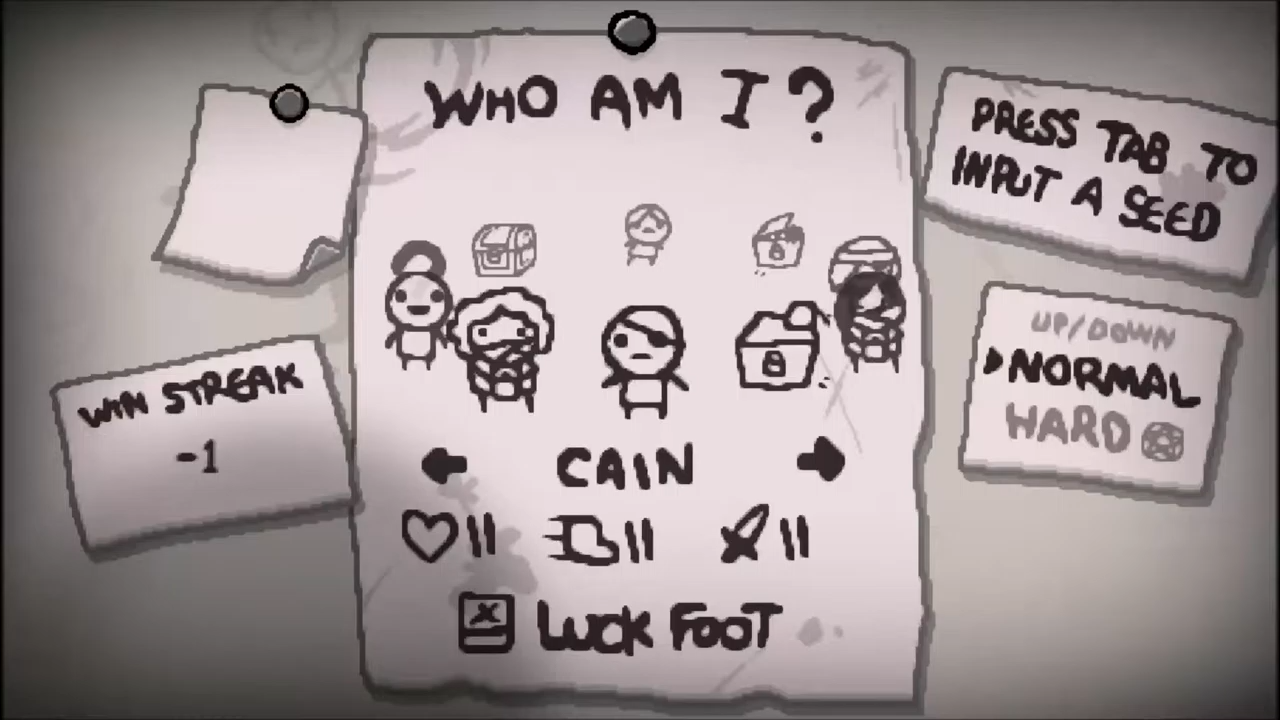 WHO AM I?
PRESS TAB TO
INPUT A SEED
UP/DOWN
NORMAL
HARD
WIN STREAK
-1
CAIN
LUCK FOOT